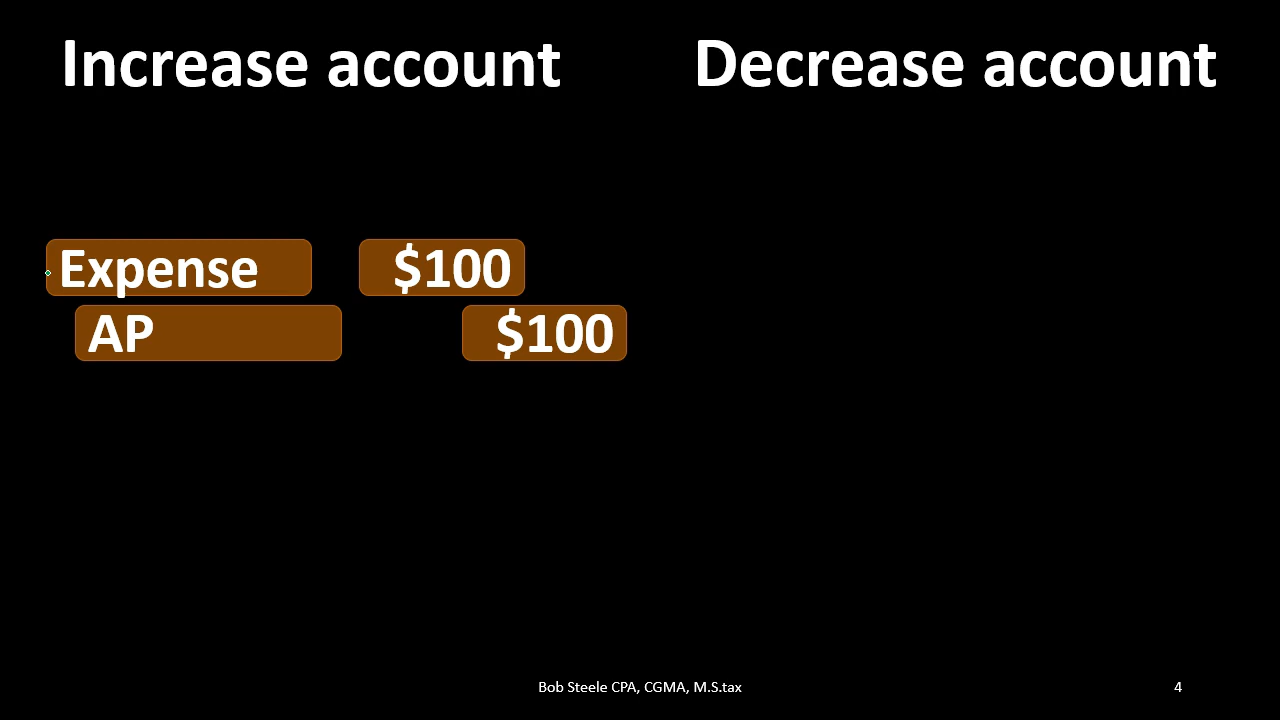 Increase account
Decrease account
Expense $100
AP $100
Bob Steele CPA, CGMA, M.S.tax
4